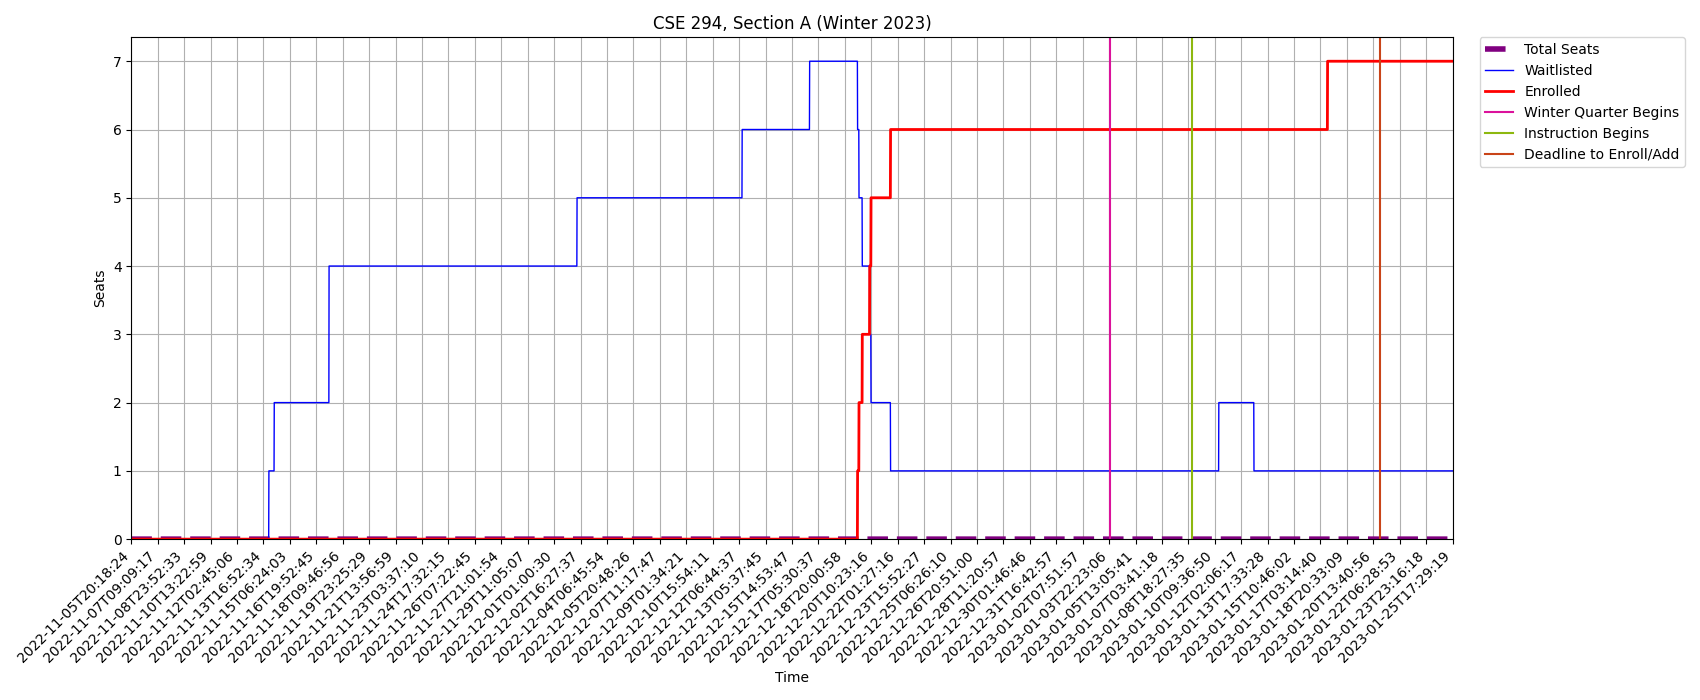 CSE 294, Section A (Winter 2023)
Total Seats
Waitlisted
Enrolled
Winter Quarter Begins
Instruction Begins
Deadline to Enroll/Add
7
6
5
4
3
2
1
0
Seats
2022-11-05T20:18:24
2022-11-07T09:09:17
2022-11-08T23:52:33
2022-11-10T13:22:59
2022-11-12T02:45:06
2022-11-13T16:52:34
2022-11-15T06:24:03
2022-11-16T19:52:45
2022-11-18T09:46:56
2022-11-19T23:25:29
2022-11-21T13:56:59
2022-11-23T03:37:10
2022-11-24T17:32:15
2022-11-26T07:22:45
2022-11-27T21:01:54
2022-11-29T11:05:07
2022-12-01T01:00:30
2022-12-02T16:27:37
2022-12-04T06:45:54
2022-12-05T20:48:26
2022-12-07T11:17:47
2022-12-09T01:34:21
2022-12-10T15:54:11
2022-12-12T06:44:37
2022-12-13T05:37:45
2022-12-15T14:53:47
2022-12-17T05:30:37
2022-12-18T20:00:58
2022-12-20T10:23:16
2022-12-22T01:27:16
2022-12-23T15:52:27
2022-12-25T06:26:10
2022-12-26T20:51:00
2022-12-28T11:20:57
2022-12-30T01:46:46
2022-12-31T16:42:57
2023-01-02T07:51:57
2023-01-03T22:23:06
2023-01-05T13:05:41
2023-01-07T03:41:18
2023-01-08T18:27:35
2023-01-10T09:36:50
2023-01-12T02:06:17
2023-01-13T17:33:28
2023-01-15T10:46:02
2023-01-17T03:14:40
2023-01-18T20:33:09
2023-01-20T13:40:56
2023-01-22T06:28:53
2023-01-23T23:16:18
2023-01-25T17:29:19
Time